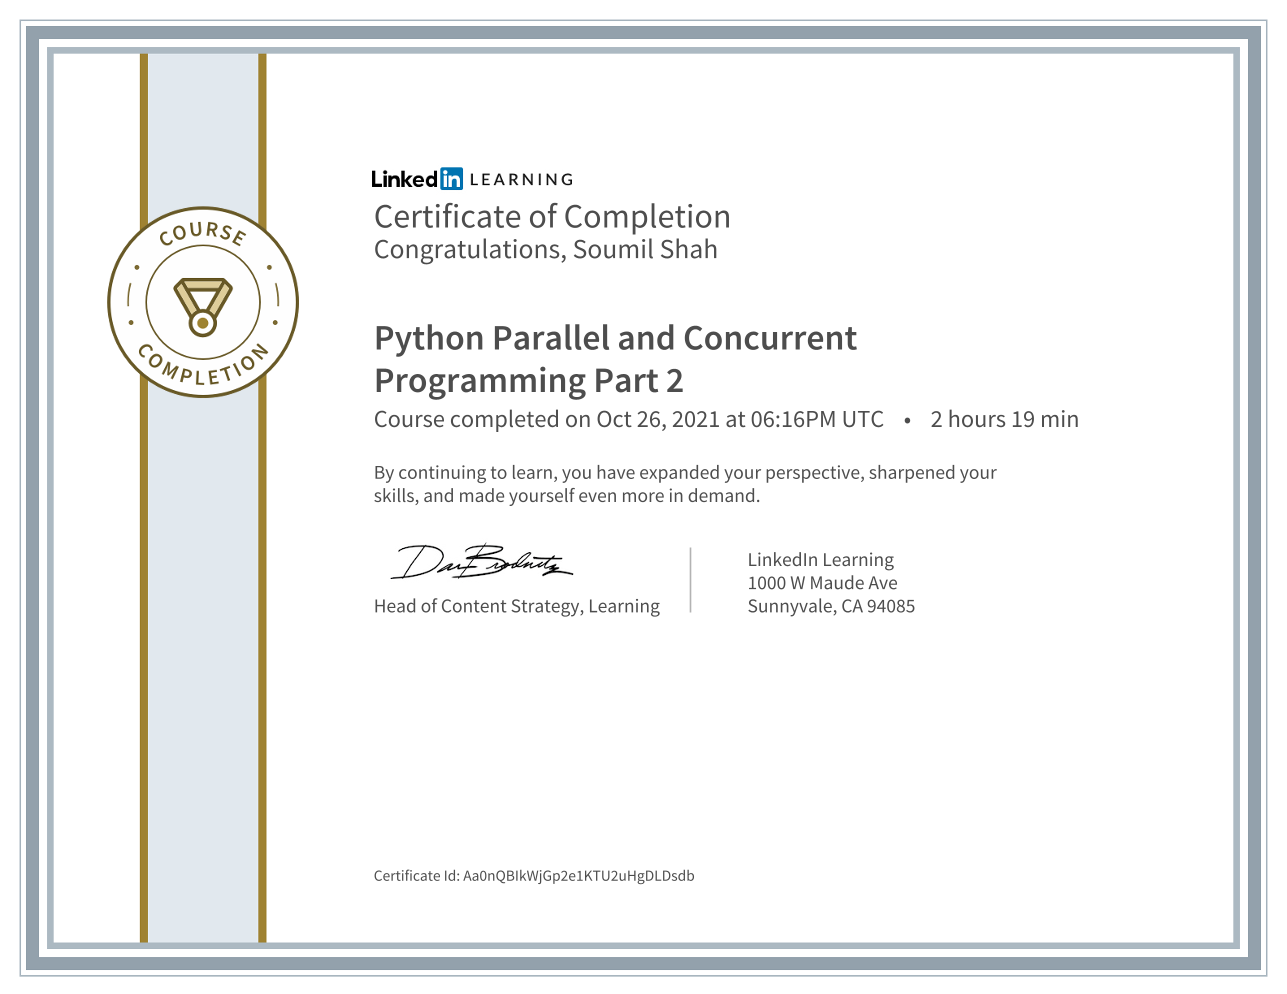 LinkedIn LEARNING
Certificate of Completion
Congratulations, Soumil Shah
COURSE
COMPLETION
Python Parallel and Concurrent
Programming Part 2
Course completed on Oct 26, 2021 at 06:16PM UTC • 2 hours 19 min
By continuing to learn, you have expanded your perspective, sharpened your
skills, and made yourself even more in demand.
Dan Brodnitz
Head of Content Strategy, Learning
LinkedIn Learning
1000 W Maude Ave
Sunnyvale, CA 94085
Certificate Id: Aa0nQBIkWjGp2e1KTU2uHgDLDsdb